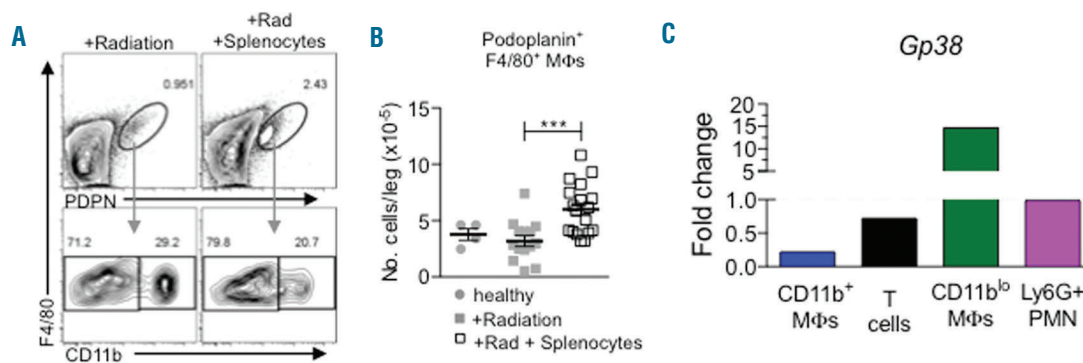 A
+Radiation
+Rad
+Splenocytes
0.951
2.43
F4/80
PDPN
71.2
29.2
79.8
20.7
F4/80
CD11b
B
Podoplanin⁺
F4/80⁺ MΦs
***
No. cells/leg (x10⁻⁵)
15
10
5
0
healthy
+Radiation
+Rad + Splenocytes
C
Gp38
Fold change
20
15
10
5
1.0
0.5
0.0
CD11b⁺
MΦs
T
cells
CD11bˡᵒ
MΦs
Ly6G+
PMN